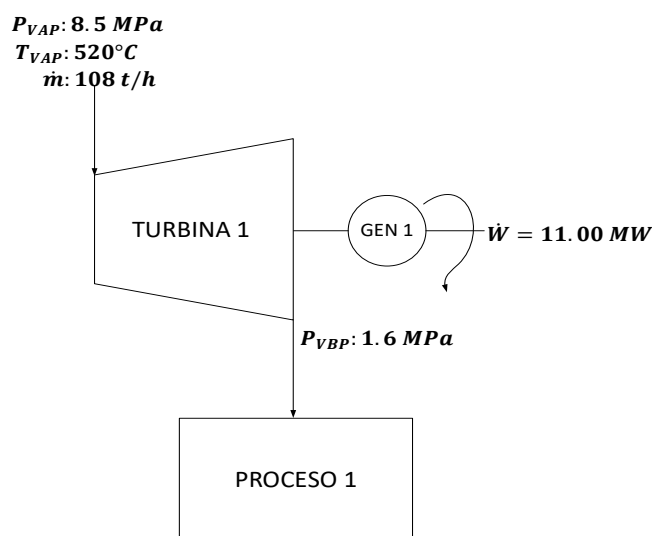 P_VAP: 8.5 MPa
T_VAP: 520°C
ṁ: 108 t/h
TURBINA 1
GEN 1
Ẇ = 11.00 MW
P_VBP: 1.6 MPa
PROCESO 1